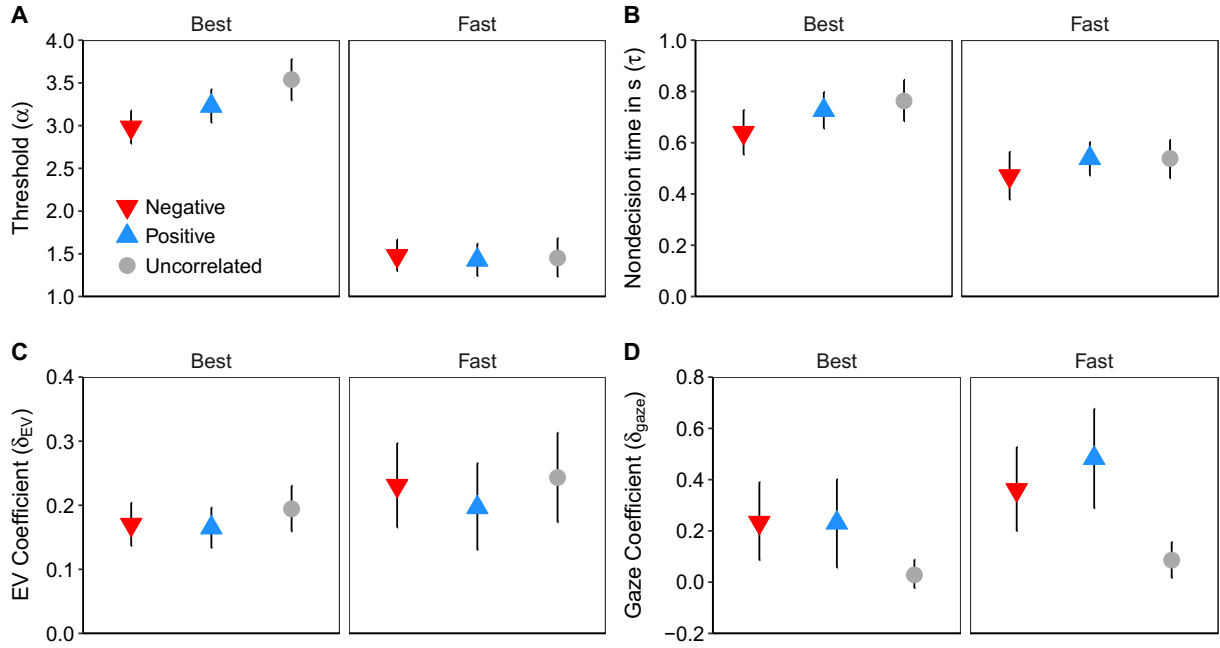 A
Best
Fast
Threshold (α)
4.0
3.5
3.0
2.5
2.0
1.5
1.0
Negative
Positive
Uncorrelated
B
Best
Fast
Nondecision time in s (τ)
1.0
0.8
0.6
0.4
0.2
0.0
C
Best
Fast
EV Coefficient (δEV)
0.4
0.3
0.2
0.1
0.0
D
Best
Fast
Gaze Coefficient (δgaze)
0.8
0.6
0.4
0.2
0.0
−0.2